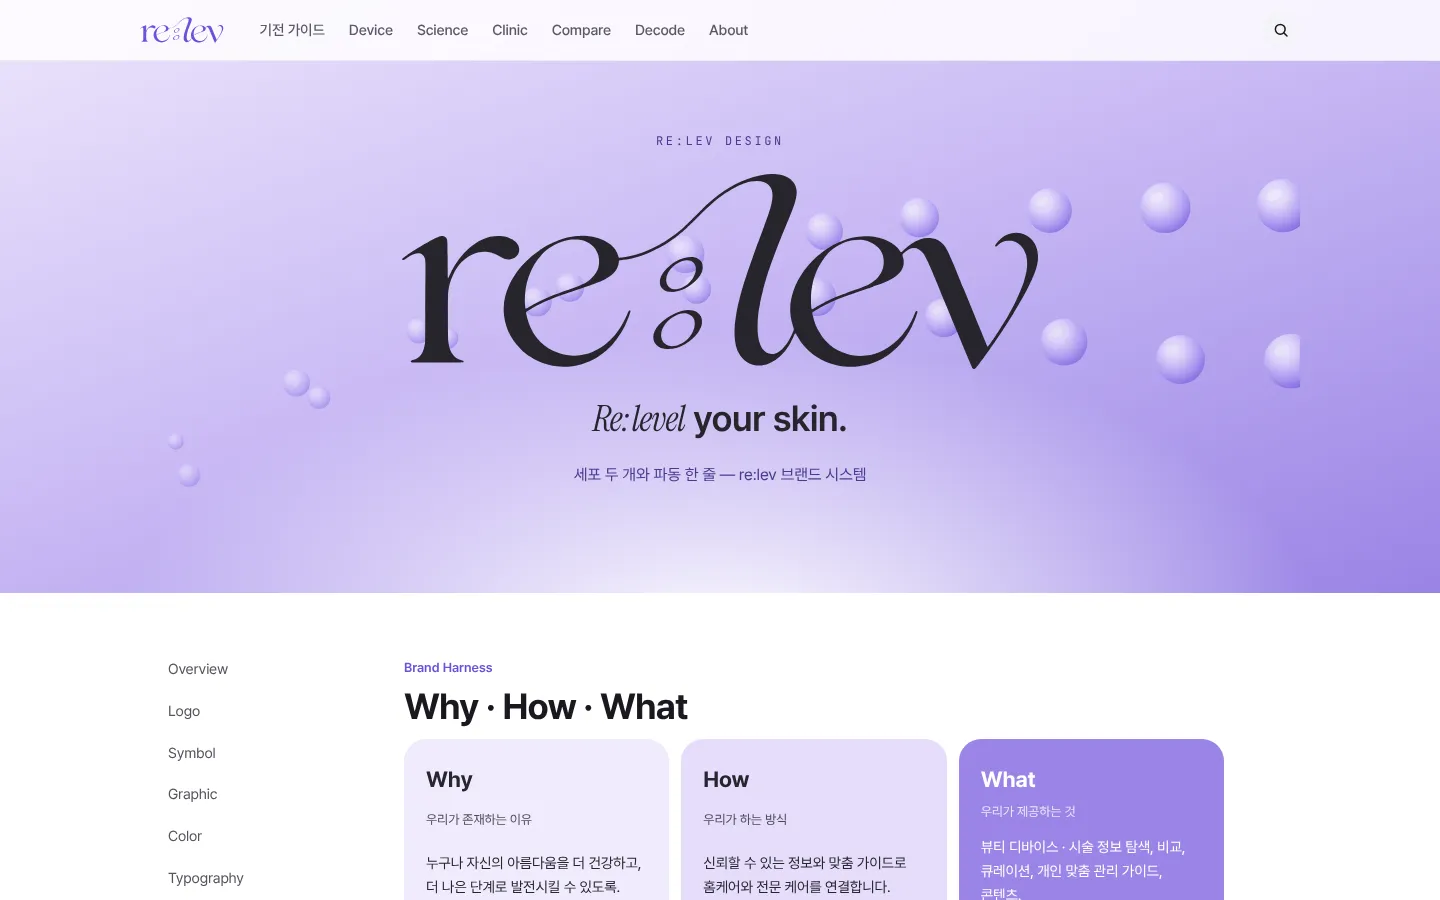 re:lev
기전 가이드
Device
Science
Clinic
Compare
Decode
About
RE:LEV DESIGN
re:lev
Re:level your skin.
세포 두 개와 파동 한 줄 — re:lev 브랜드 시스템
Overview
Logo
Symbol
Graphic
Color
Typography
Brand Harness
Why · How · What
Why
우리가 존재하는 이유
누구나 자신의 아름다움을 더 건강하고,
더 나은 단계로 발전시킬 수 있도록.
How
우리가 하는 방식
신뢰할 수 있는 정보와 맞춤 가이드로
홈케어와 전문 케어를 연결합니다.
What
우리가 제공하는 것
뷰티 디바이스 · 시술 정보 탐색, 비교,
큐레이션, 개인 맞춤 관리 가이드,
콘텐츠.